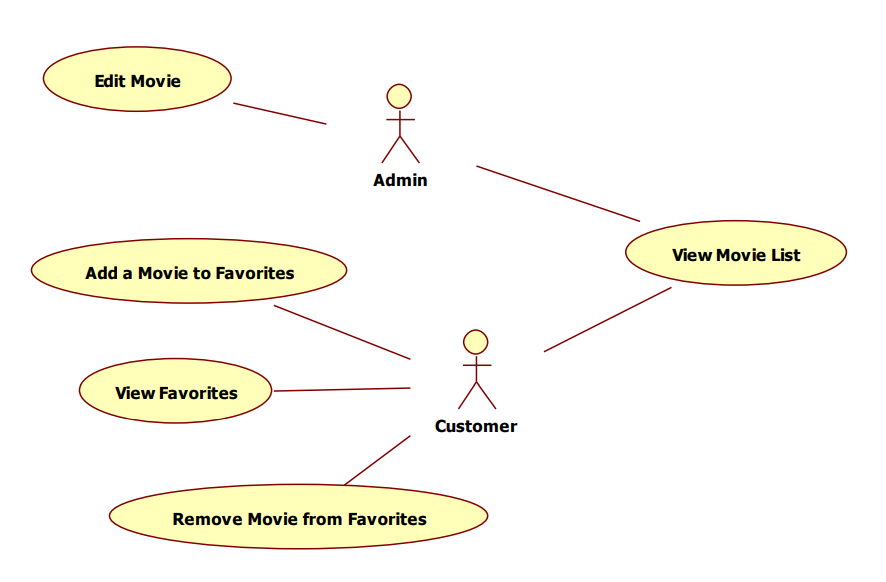 Edit Movie
Admin
View Movie List
Add a Movie to Favorites
View Favorites
Customer
Remove Movie from Favorites